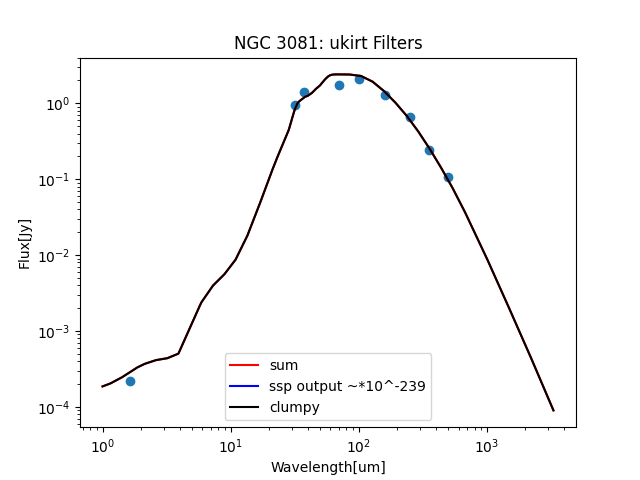 NGC 3081: ukirt Filters
Flux[Jy]
10^0
10^-1
10^-2
10^-3
10^-4
sum
ssp output ~*10^-239
clumpy
10^0 10^1 10^2 10^3
Wavelength[um]